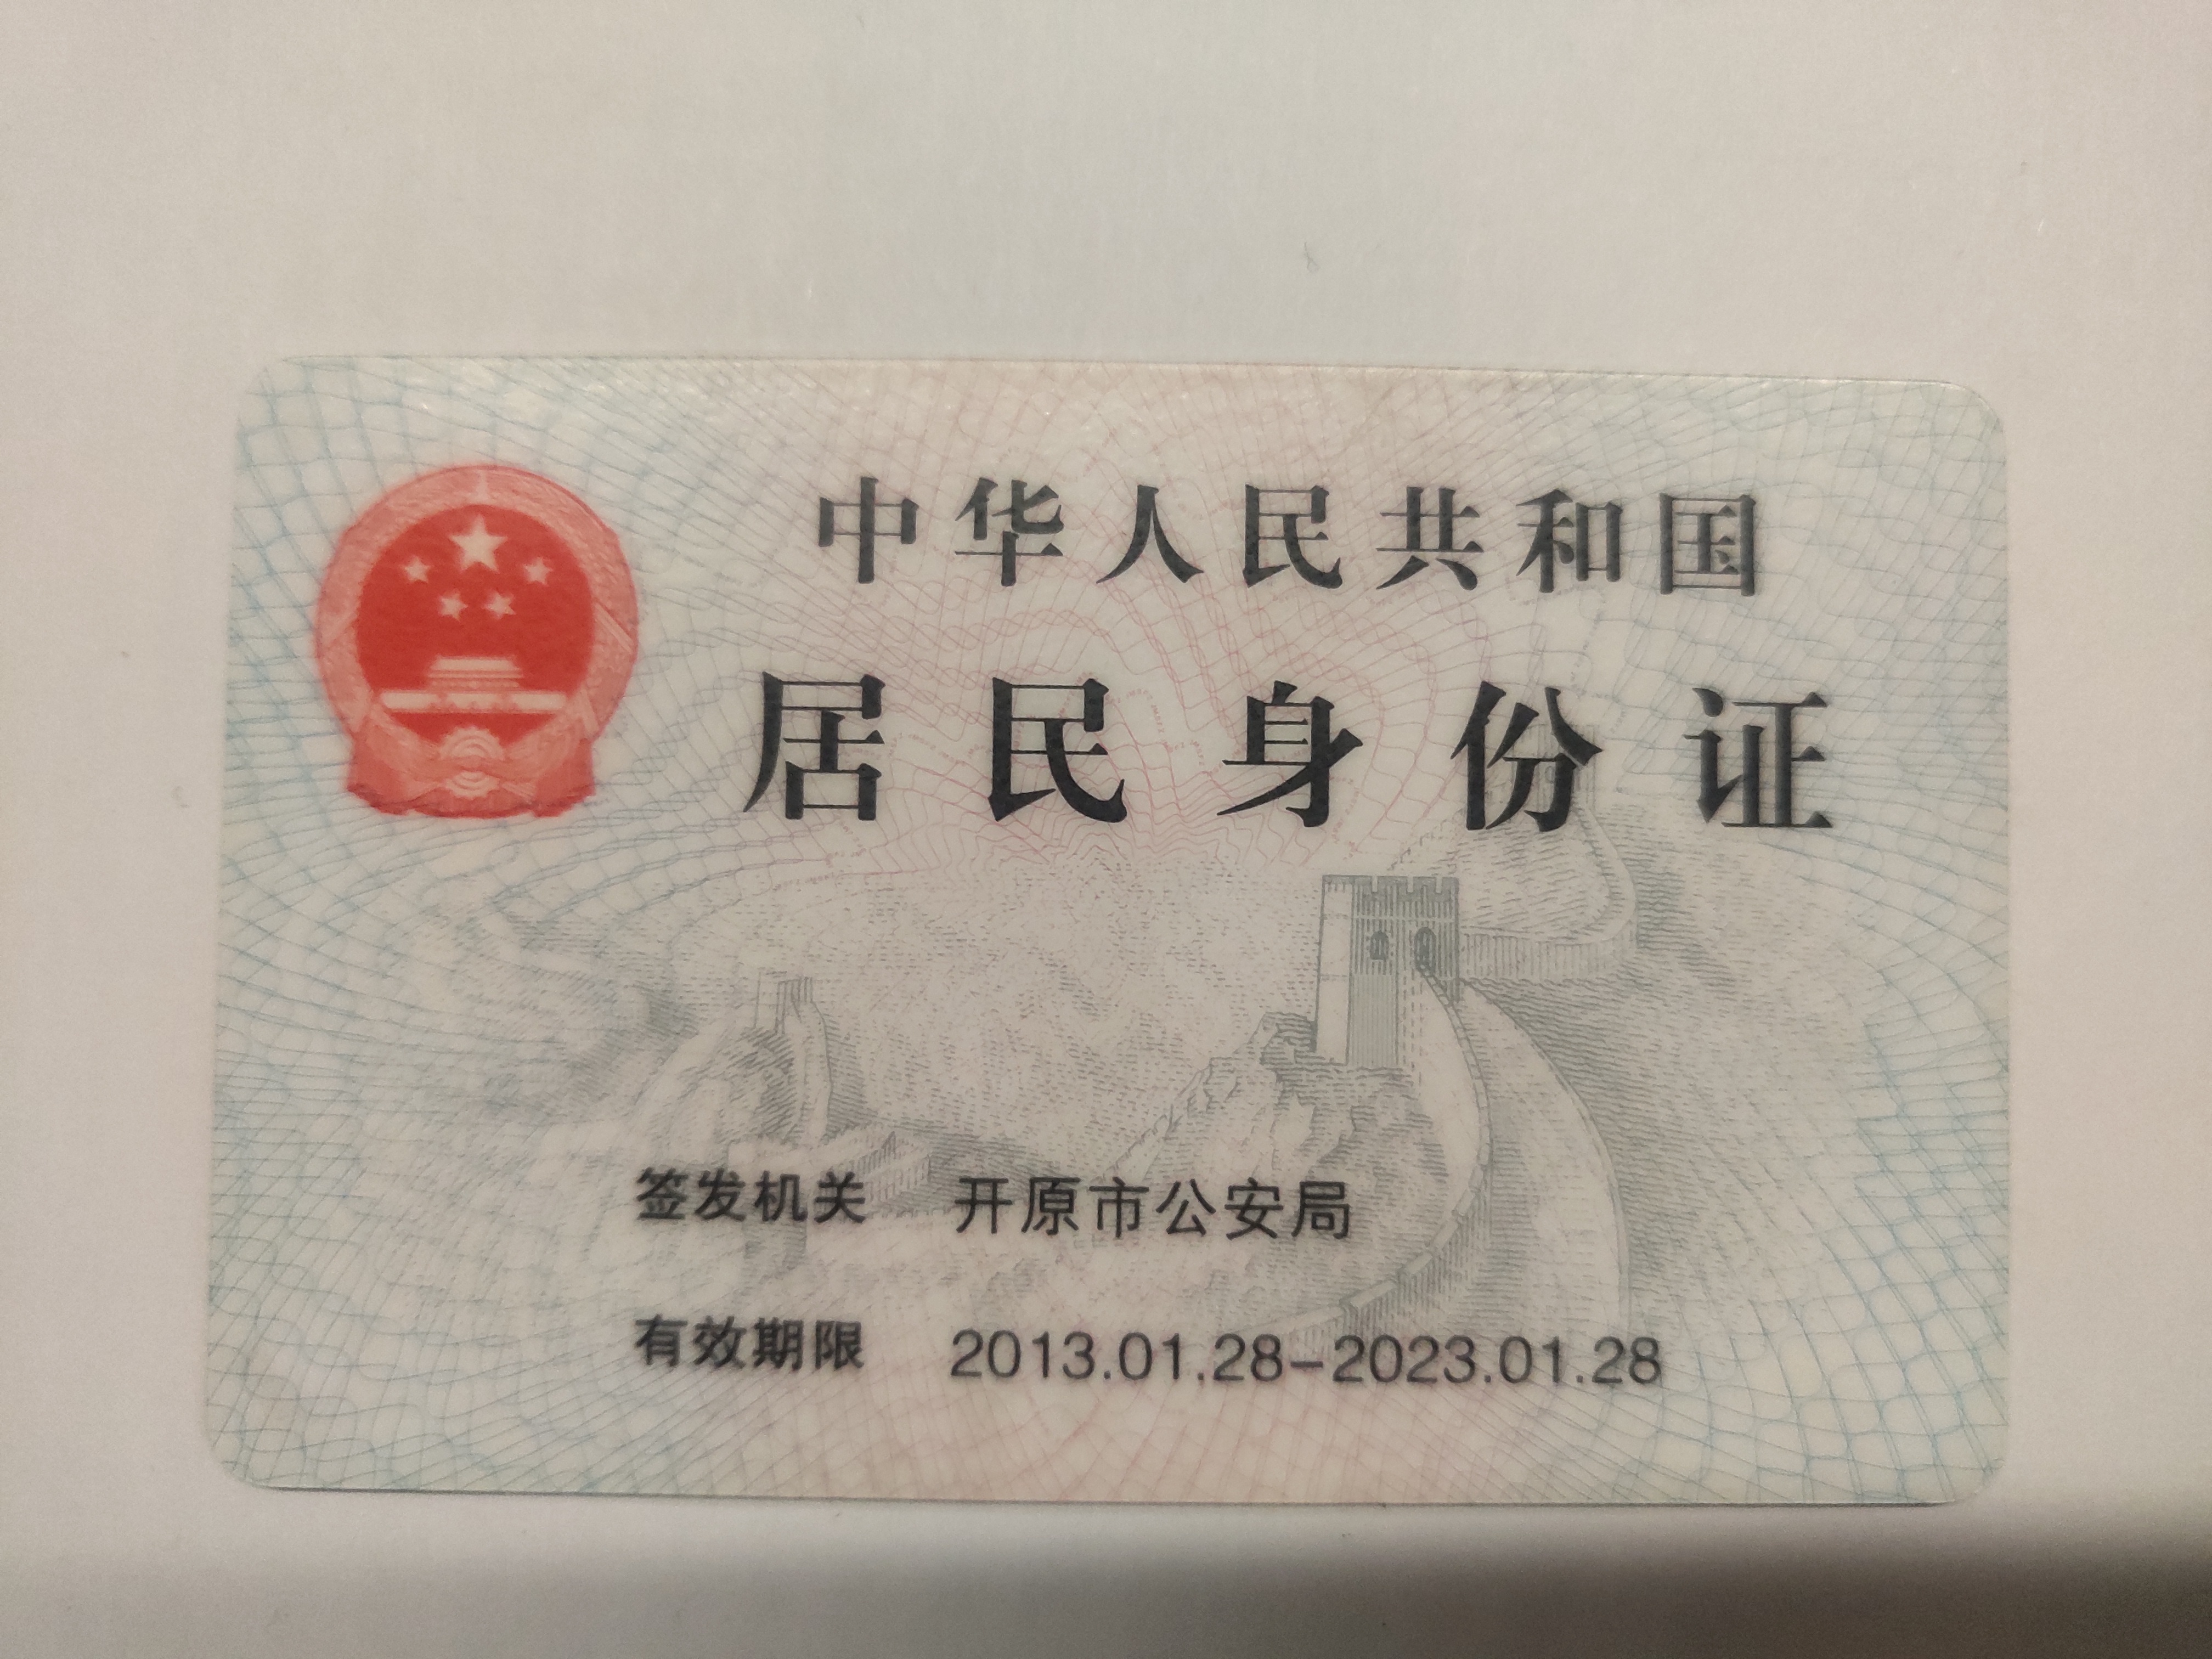 中华人民共和国
居民身份证
签发机关 开原市公安局
有效期限 2013.01.28-2023.01.28